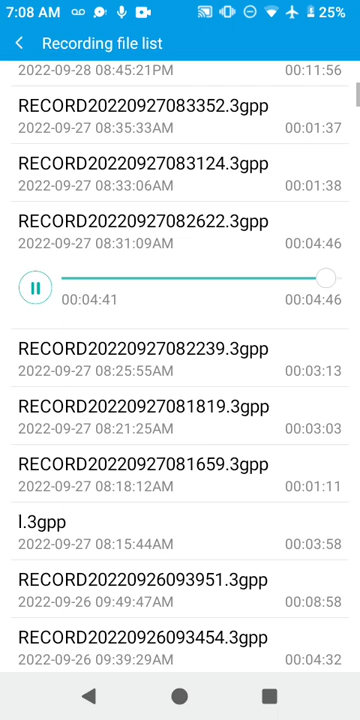 7:08 AM 25%
Recording file list
2022-09-28 08:45:21PM 00:11:56
RECORD20220927083352.3gpp
2022-09-27 08:35:33AM 00:01:37
RECORD20220927083124.3gpp
2022-09-27 08:33:06AM 00:01:38
RECORD20220927082622.3gpp
2022-09-27 08:31:09AM 00:04:46
00:04:41 00:04:46
RECORD20220927082239.3gpp
2022-09-27 08:25:55AM 00:03:13
RECORD20220927081819.3gpp
2022-09-27 08:21:25AM 00:03:03
RECORD20220927081659.3gpp
2022-09-27 08:18:12AM 00:01:11
I.3gpp
2022-09-27 08:15:44AM 00:03:58
RECORD20220926093951.3gpp
2022-09-26 09:49:47AM 00:08:58
RECORD20220926093454.3gpp
2022-09-26 09:39:29AM 00:04:32